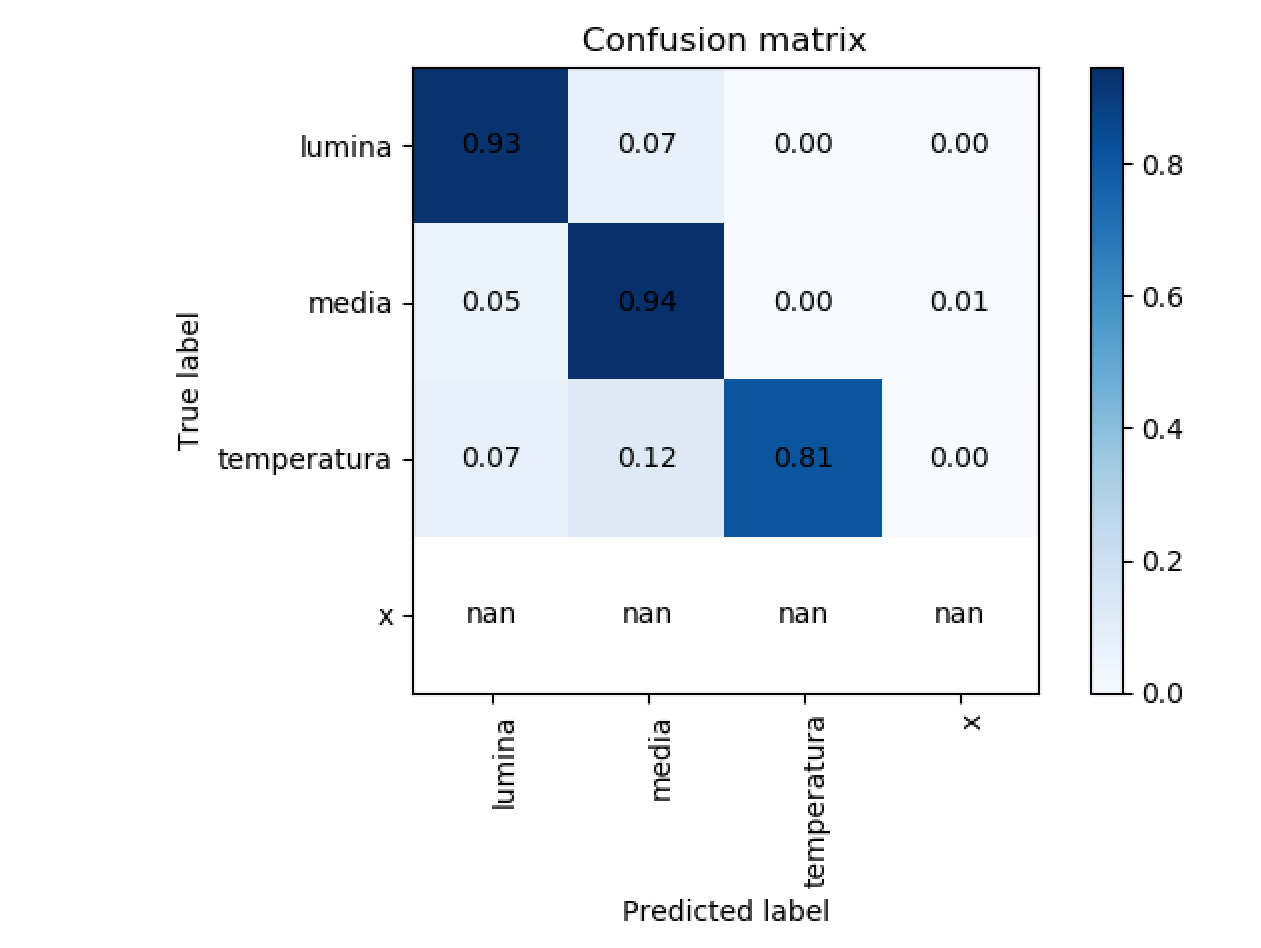 Confusion matrix
lumina 0.93 0.07 0.00 0.00
media 0.05 0.94 0.00 0.01
temperatura 0.07 0.12 0.81 0.00
x nan nan nan nan
lumina media temperatura x
True label
Predicted label
0.8
0.6
0.4
0.2
0.0